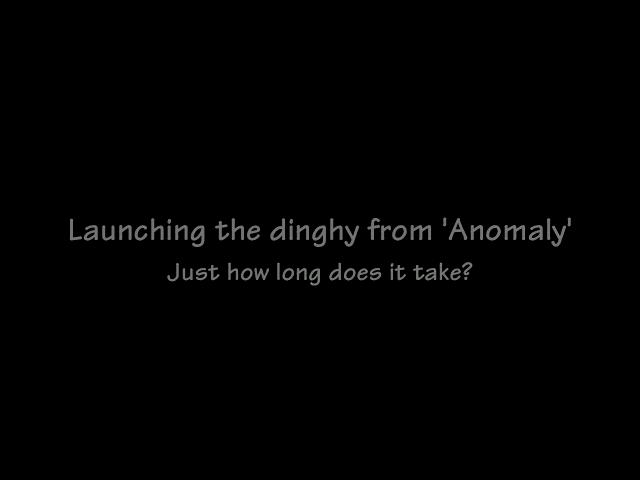 Launching the dinghy from 'Anomaly'
Just how long does it take?